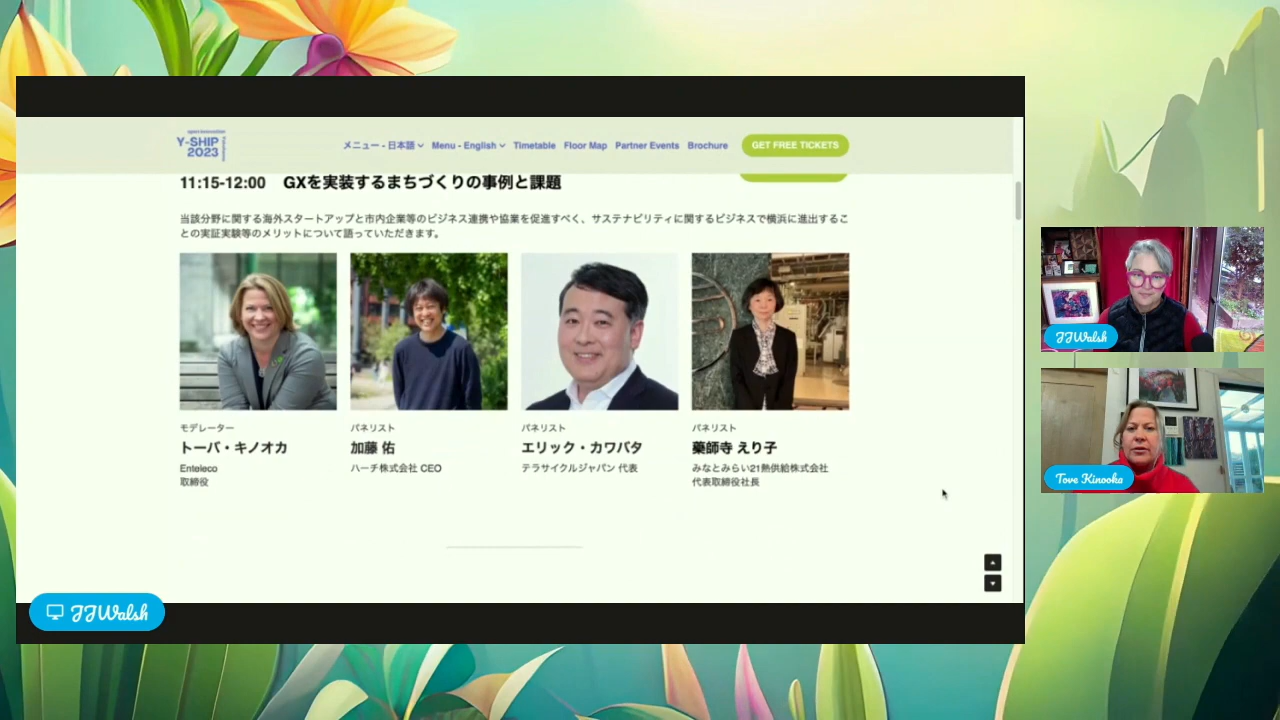 open innovation
Y-SHIP
2023
Yokohama
メニュー - 日本語
Menu - English
Timetable
Floor Map
Partner Events
Brochure
GET FREE TICKETS
11:15-12:00 GXを実装するまちづくりの事例と課題
当該分野に関する海外スタートアップと市内企業等のビジネス連携や協業を促進すべく、サステナビリティに関するビジネスで横浜に進出するこ
との実証実験等のメリットについて語っていただきます。
モデレーター
トーバ・キノオカ
Enteleco
取締役
パネリスト
加藤 佑
ハーチ株式会社 CEO
パネリスト
エリック・カワバタ
テラサイクルジャパン 代表
パネリスト
薬師寺 えり子
みなとみらい21熱供給株式会社
代表取締役社長
JJWalsh
Tove Kinooka
JJWalsh